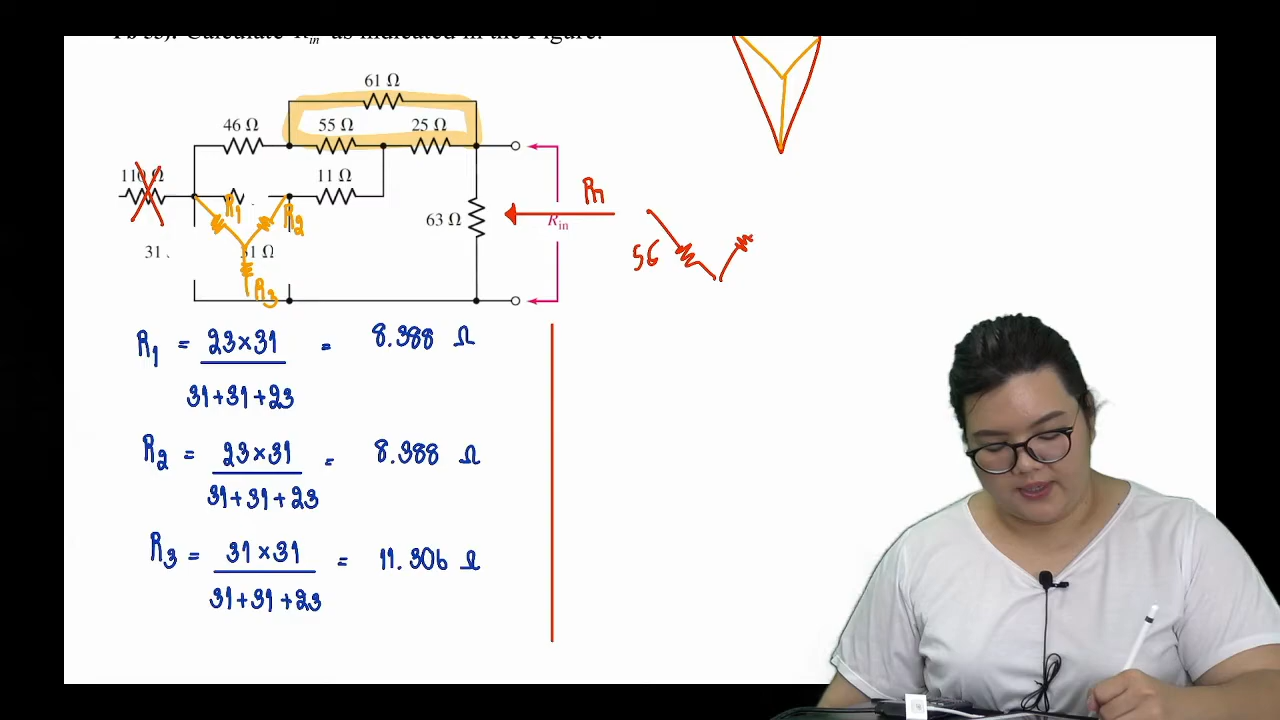 Calculate R_in as indicated in the Figure.
61 Ω
46 Ω
55 Ω
25 Ω
110 Ω
11 Ω
R1
R2
63 Ω
R_in
31
31 Ω
R3
56
R1 = 23×31 / 31+31+23 = 8.388 Ω
R2 = 23×31 / 31+31+23 = 8.388 Ω
R3 = 31×31 / 31+31+23 = 11.306 Ω